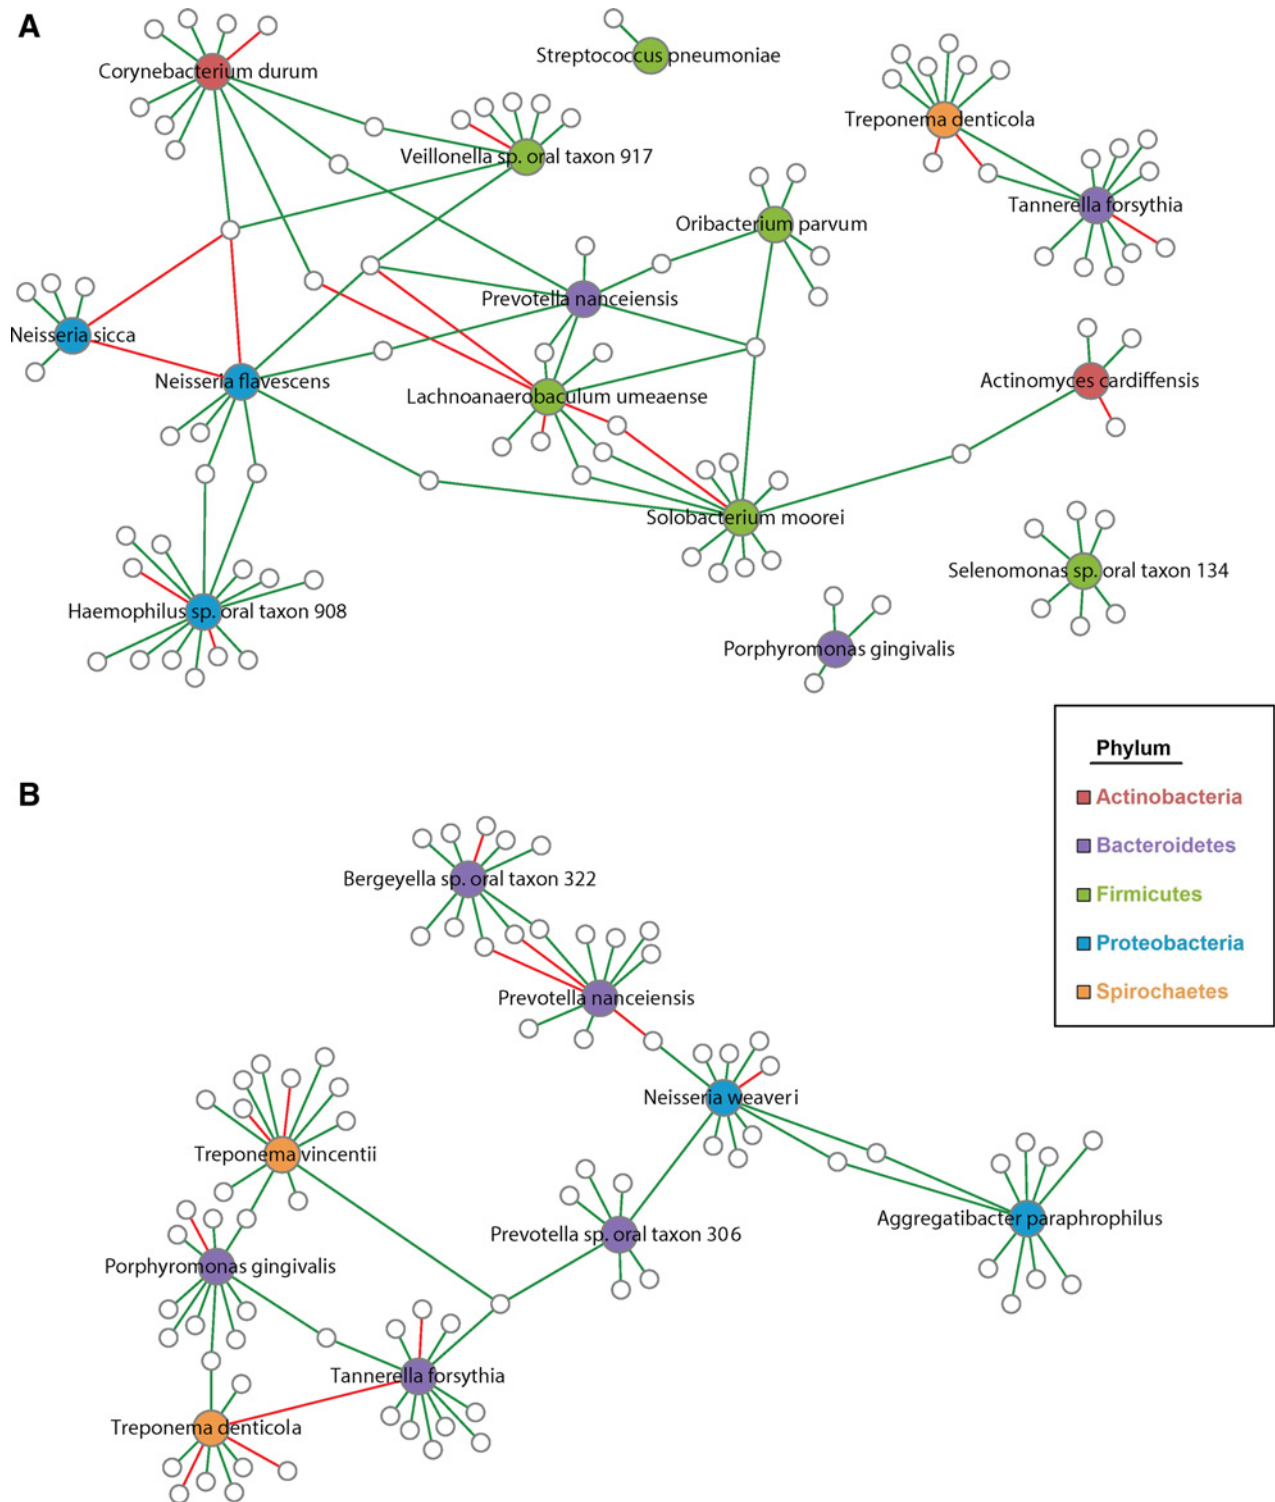 A
Streptococcus pneumoniae
Corynebacterium durum
Treponema denticola
Veillonella sp. oral taxon 917
Tannerella forsythia
Oribacterium parvum
Prevotella nanceiensis
Neisseria sicca
Neisseria flavescens
Actinomyces cardiffensis
Lachnoanaerobaculum umeaense
Solobacterium moorei
Selenomonas sp. oral taxon 134
Haemophilus sp. oral taxon 908
Porphyromonas gingivalis
Phylum
Actinobacteria
Bacteroidetes
Firmicutes
Proteobacteria
Spirochaetes
B
Bergeyella sp. oral taxon 322
Prevotella nanceiensis
Neisseria weaveri
Treponema vincentii
Aggregatibacter paraphrophilus
Prevotella sp. oral taxon 306
Porphyromonas gingivalis
Tannerella forsythia
Treponema denticola